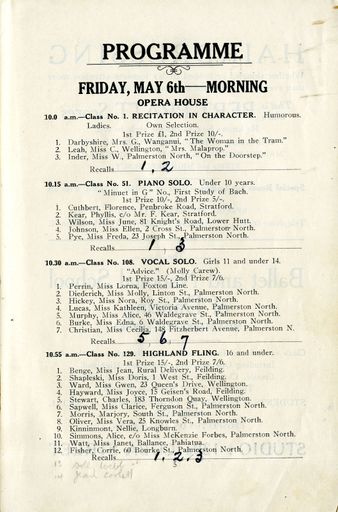 PROGRAMME
FRIDAY, MAY 6th—MORNING
OPERA HOUSE
10.0 a.m.—Class No. 1. RECITATION IN CHARACTER. Humorous.
Ladies. Own Selection.
1st Prize £1, 2nd Prize 10/-.
1. Darbyshire, Mrs. G., Wanganui, "The Woman in the Tram."
2. Leah, Miss C., Wellington, "Mrs. Malaprop."
3. Inder, Miss W., Palmerston North, "On the Doorstep."
Recalls 1, 2
10.15 a.m.—Class No. 51. PIANO SOLO. Under 10 years.
"Minuet in G" No., First Study of Bach.
1st Prize 10/-, 2nd Prize 5/-.
1. Cuthbert, Florence, Pembroke Road, Stratford.
2. Kear, Phyllis, c/o Mr. F. Kear, Stratford.
3. Wilson, Miss June, 81 Knight's Road, Lower Hutt.
4. Johnson, Miss Ellen, 2 Cross St., Palmerston North.
5. Pye, Miss Freda, 23 Joseph St., Palmerston North.
Recalls 1, 3
10.30 a.m.—Class No. 108. VOCAL SOLO. Girls 11 and under 14.
"Advice." (Molly Carew).
1st Prize 15/-, 2nd Prize 7/6.
1. Perrin, Miss Lorna, Foxton Line.
2. Diederich, Miss Molly, Linton St., Palmerston North.
3. Hickey, Miss Nora, Roy St., Palmerston North.
4. Lucas, Miss Kathleen, Victoria Avenue, Palmerston North.
5. Murphy, Miss Alice, 46 Waldegrave St., Palmerston North.
6. Burke, Miss Edna, 6 Waldegrave St., Palmerston North.
7. Christian, Miss Cecilia, 14 Fitzherbert Avenue, Palmerston N.
Recalls 5, 6, 7
10.55 a.m.—Class No. 129. HIGHLAND FLING. 16 and under.
1st Prize 15/-, 2nd Prize 7/6.
1. Benge, Miss Jean, Rural Delivery, Feilding.
2. Shapleski, Miss Doris, 1 West St., Feilding.
3. Ward, Miss Gwen, 23 Queen's Drive, Wellington.
4. Hayward, Miss Joyce, 15 Geisen's Road, Feilding.
5. Stewart, Charles, 183 Thorndon Quay, Wellington.
6. Sapwell, Miss Clarice, Ferguson St., Palmerston North.
7. Morris, Marjory, South St., Palmerston North.
8. Oliver, Miss Vera, 25 Knowles St., Palmerston North.
9. Kinnimmont, Nellie, Longburn.
10. Simmons, Alice, c/o Miss McKenzie Forbes, Palmerston North.
11. Watt, Miss Janet, Ballance, Pahiatua.
12. Fisher, Corrie, 60 Bourke St., Palmerston North.
Recalls 1, 2, 3
13